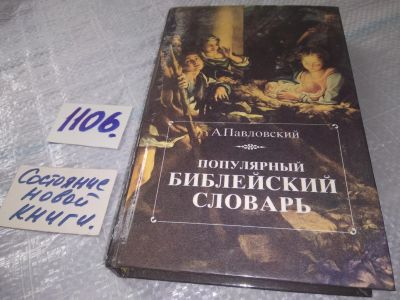 1106.
Состояние
новой
книги.
А.Павловский
ПОПУЛЯРНЫЙ
БИБЛЕЙСКИЙ
СЛОВАРЬ